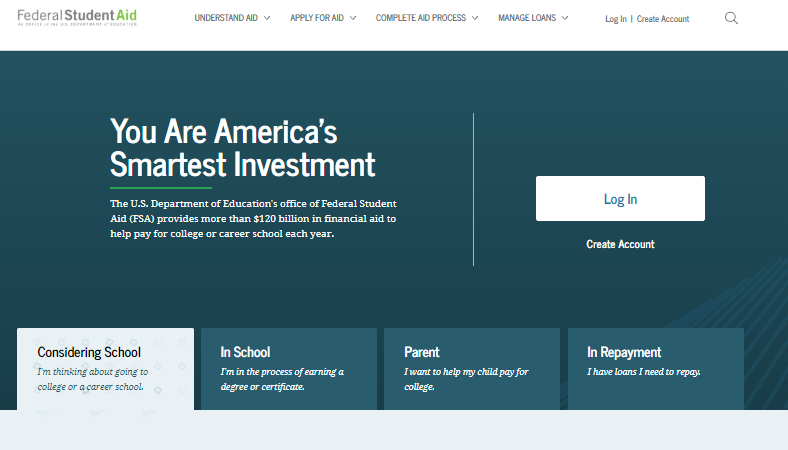 Federal Student Aid
AN OFFICE of the U.S. DEPARTMENT of EDUCATION
UNDERSTAND AID
APPLY FOR AID
COMPLETE AID PROCESS
MANAGE LOANS
Log In | Create Account
You Are America's
Smartest Investment
The U.S. Department of Education's office of Federal Student
Aid (FSA) provides more than $120 billion in financial aid to
help pay for college or career school each year.
Log In
Create Account
Considering School
I'm thinking about going to
college or a career school.
In School
I'm in the process of earning a
degree or certificate.
Parent
I want to help my child pay for
college.
In Repayment
I have loans I need to repay.